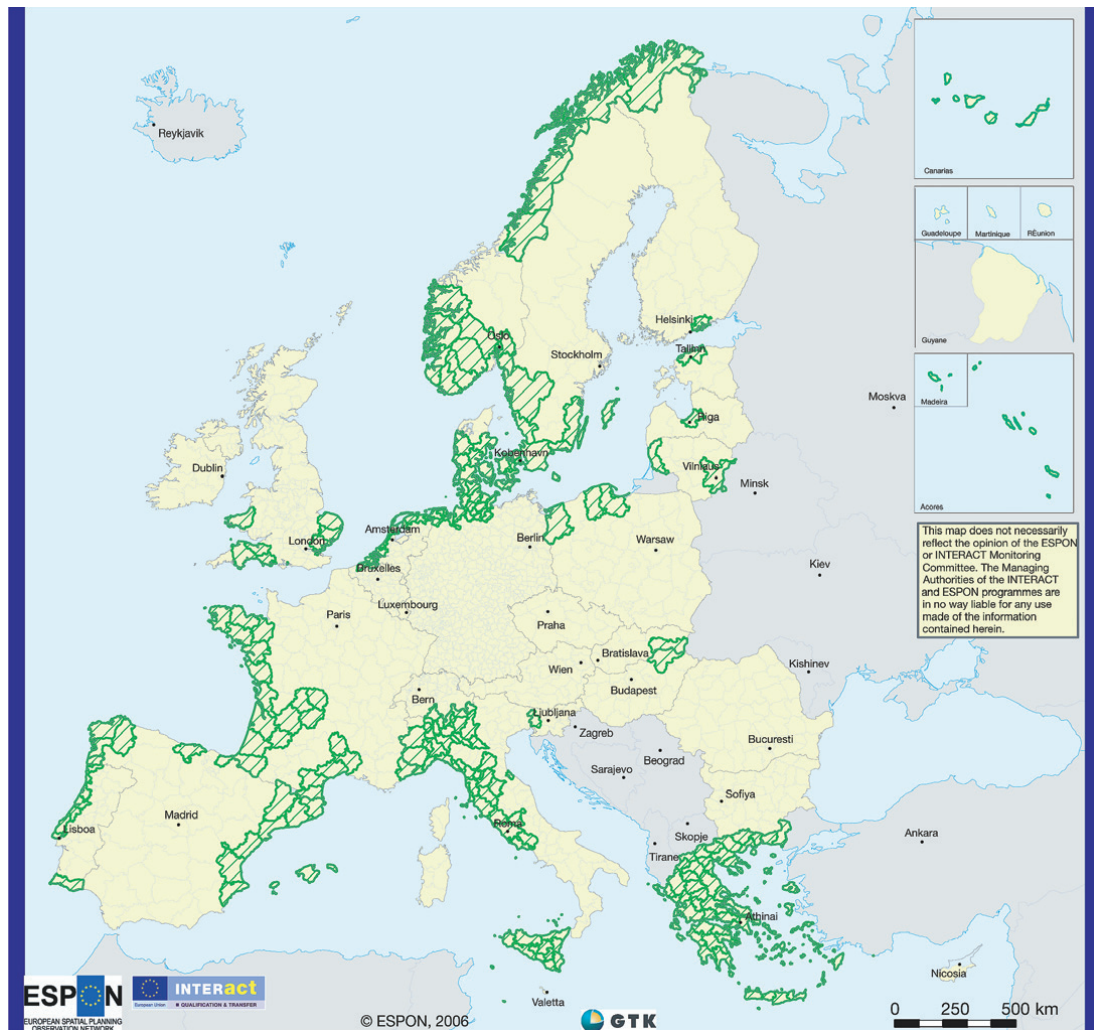 Reykjavik
Canarias
Guadeloupe
Martinique
RÉunion
Guyane
Madeira
Acores
Helsinki
Oslo
Tallinn
Stockholm
Moskva
Riga
Dublin
København
Vilnius
Minsk
Amsterdam
London
Berlin
Warsaw
Bruxelles
Kiev
Luxembourg
Paris
Praha
Bratislava
Wien
Kishinev
Budapest
Bern
Ljubljana
Zagreb
Bucuresti
Beograd
Sarajevo
Sofiya
Madrid
Lisboa
Roma
Skopje
Tirane
Ankara
Athinai
Nicosia
Valetta
This map does not necessarily
reflect the opinion of the ESPON
or INTERACT Monitoring
Committee. The Managing
Authorities of the INTERACT
and ESPON programmes are
in no way liable for any use
made of the information
contained herein.
ESPON
EUROPEAN SPATIAL PLANNING
OBSERVATION NETWORK
European Union
INTERact
QUALIFICATION & TRANSFER
© ESPON, 2006
GTK
0 250 500 km